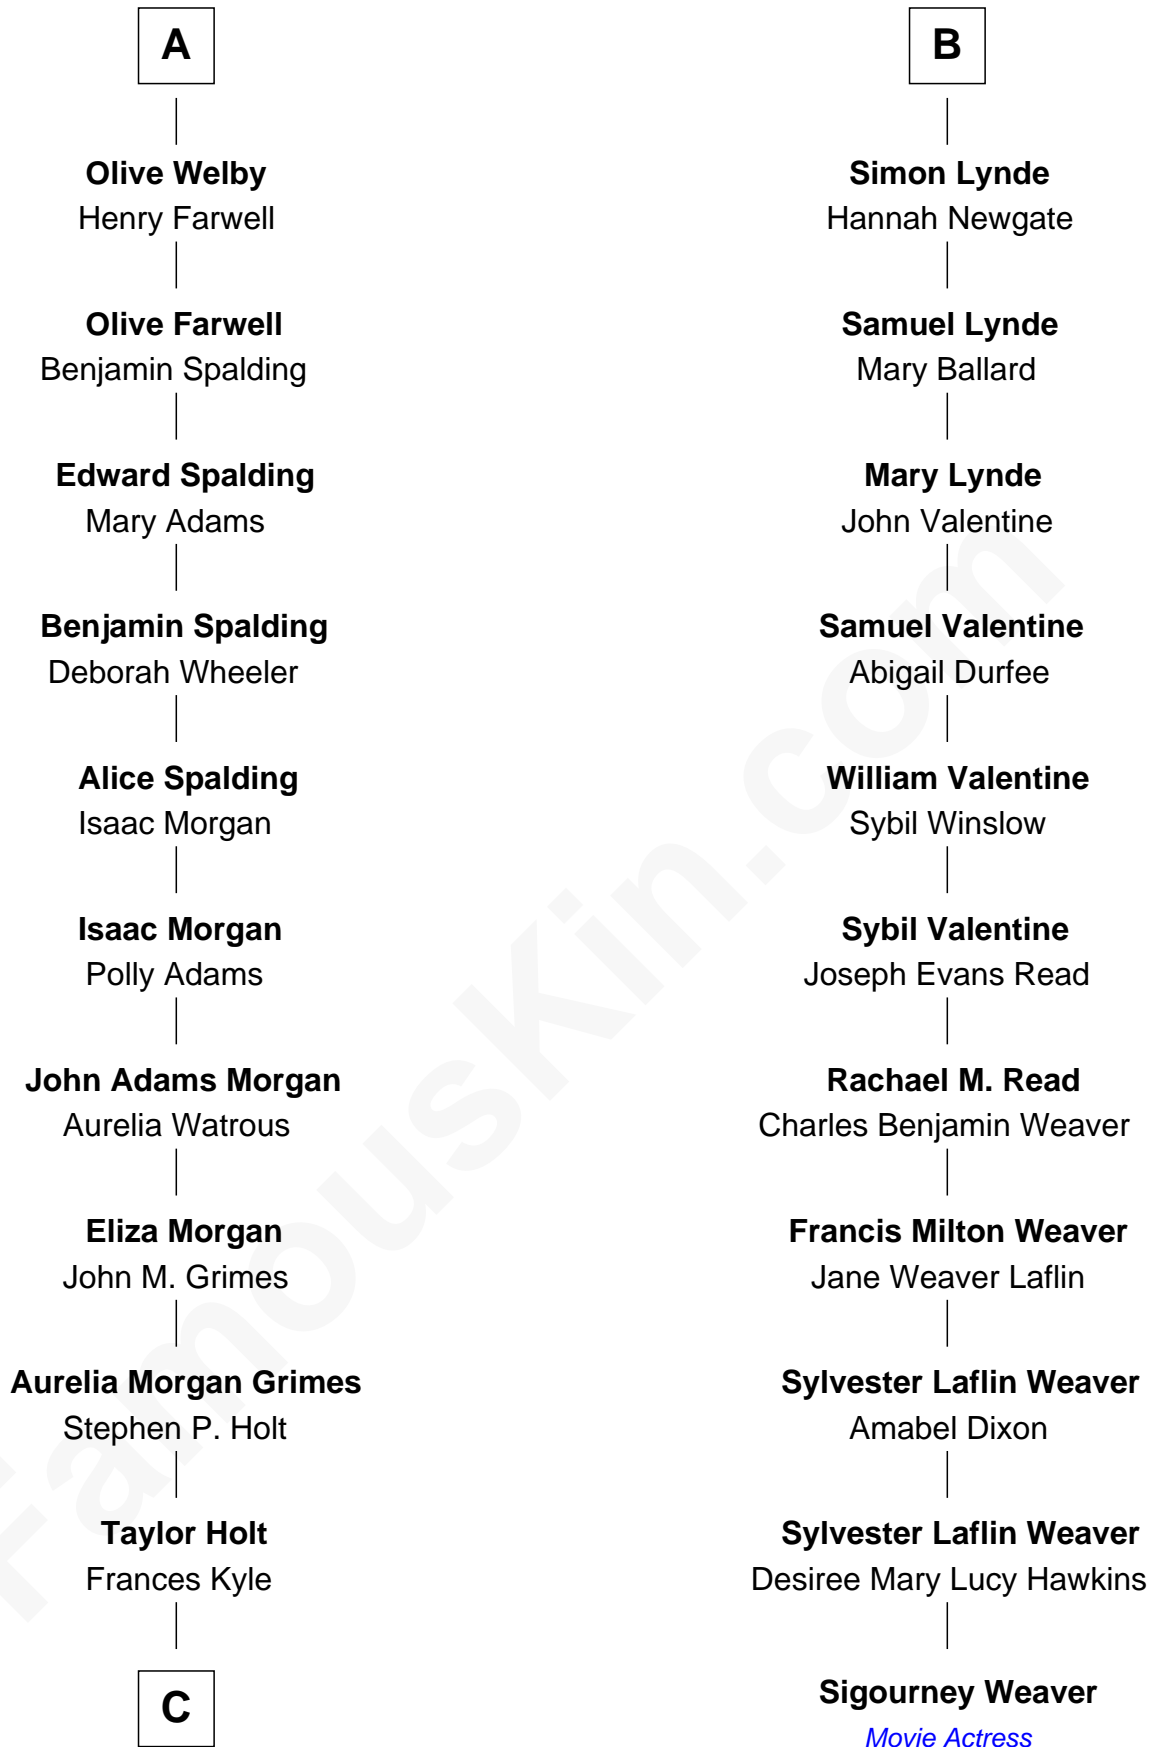 A
Olive Welby
Henry Farwell
Olive Farwell
Benjamin Spalding
Edward Spalding
Mary Adams
Benjamin Spalding
Deborah Wheeler
Alice Spalding
Isaac Morgan
Isaac Morgan
Polly Adams
John Adams Morgan
Aurelia Watrous
Eliza Morgan
John M. Grimes
Aurelia Morgan Grimes
Stephen P. Holt
Taylor Holt
Frances Kyle
C
B
Simon Lynde
Hannah Newgate
Samuel Lynde
Mary Ballard
Mary Lynde
John Valentine
Samuel Valentine
Abigail Durfee
William Valentine
Sybil Winslow
Sybil Valentine
Joseph Evans Read
Rachael M. Read
Charles Benjamin Weaver
Francis Milton Weaver
Jane Weaver Laflin
Sylvester Laflin Weaver
Amabel Dixon
Sylvester Laflin Weaver
Desiree Mary Lucy Hawkins
Sigourney Weaver
Movie Actress
FamousKin.com